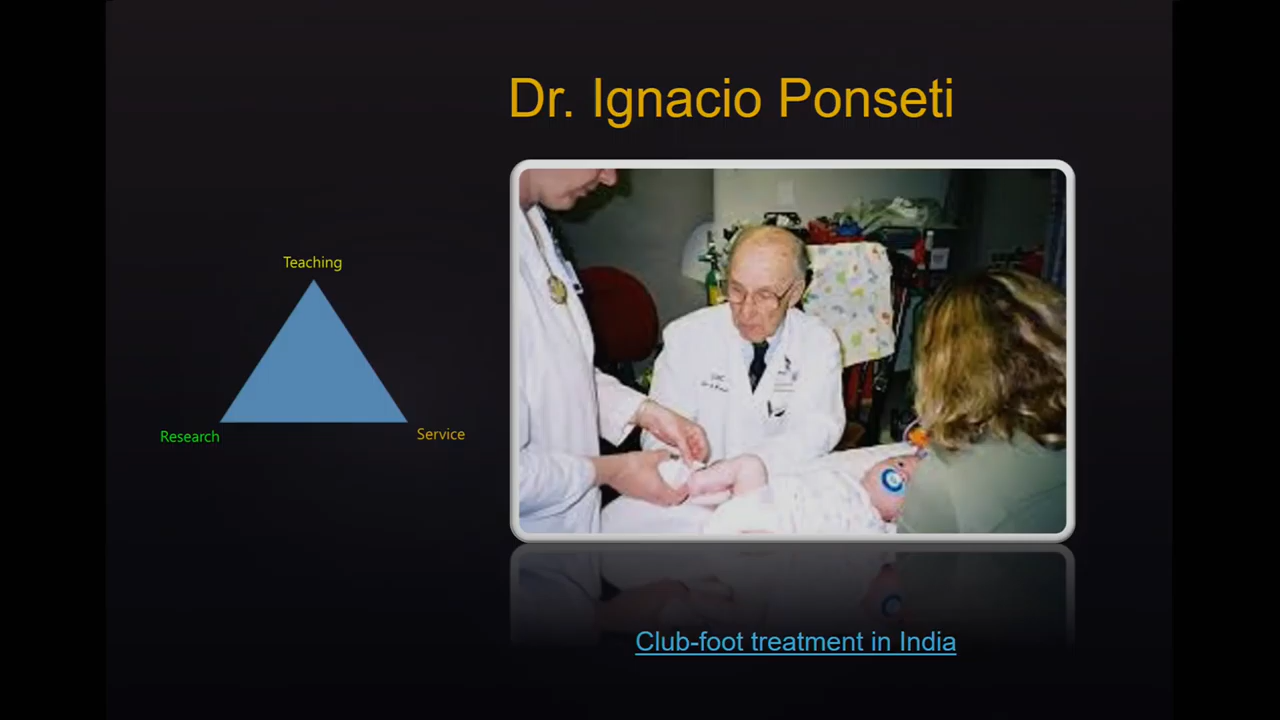 Dr. Ignacio Ponseti
Teaching
Research
Service
Club-foot treatment in India